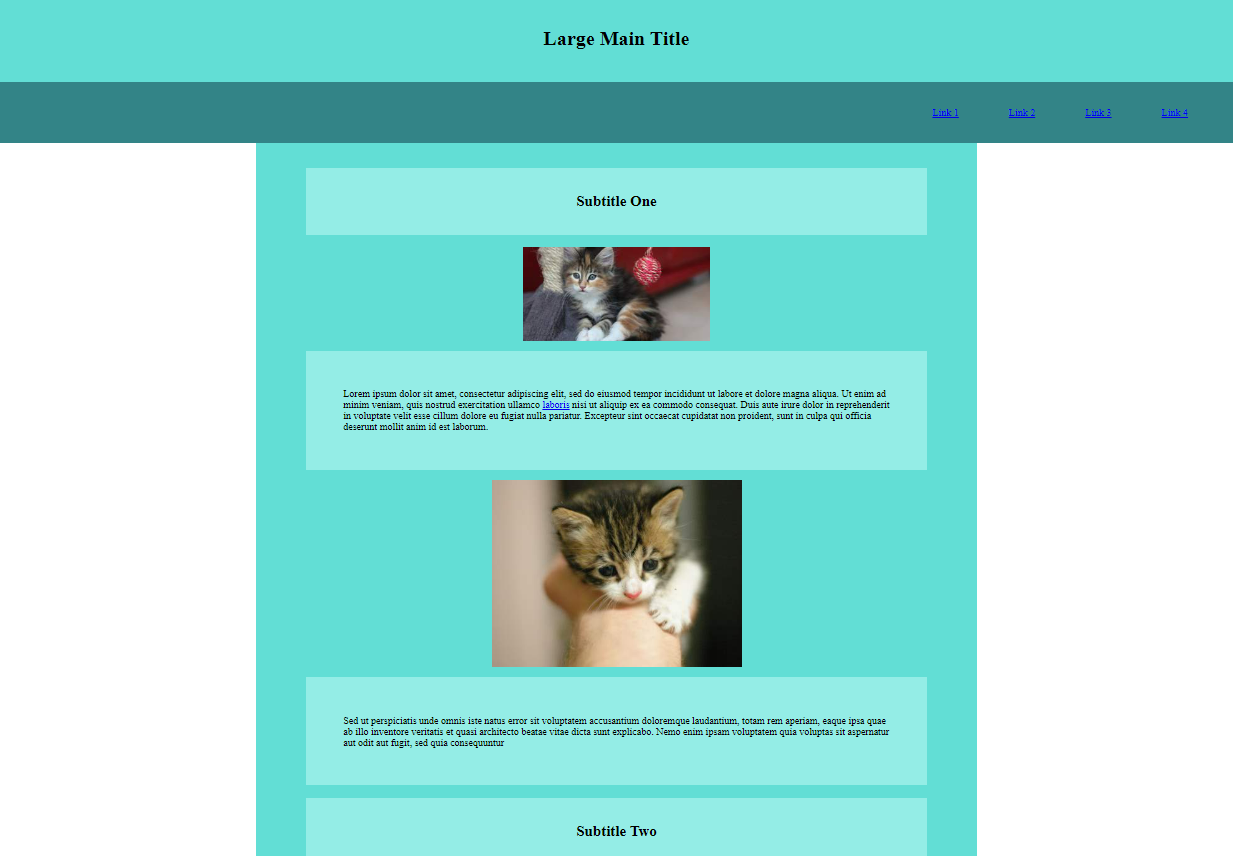 Large Main Title
Link 1 Link 2 Link 3 Link 4
Subtitle One
Lorem ipsum dolor sit amet, consectetur adipiscing elit, sed do eiusmod tempor incididunt ut labore et dolore magna aliqua. Ut enim ad
minim veniam, quis nostrud exercitation ullamco laboris nisi ut aliquip ex ea commodo consequat. Duis aute irure dolor in reprehenderit
in voluptate velit esse cillum dolore eu fugiat nulla pariatur. Excepteur sint occaecat cupidatat non proident, sunt in culpa qui officia
deserunt mollit anim id est laborum.
Sed ut perspiciatis unde omnis iste natus error sit voluptatem accusantium doloremque laudantium, totam rem aperiam, eaque ipsa quae
ab illo inventore veritatis et quasi architecto beatae vitae dicta sunt explicabo. Nemo enim ipsam voluptatem quia voluptas sit aspernatur
aut odit aut fugit, sed quia consequuntur
Subtitle Two